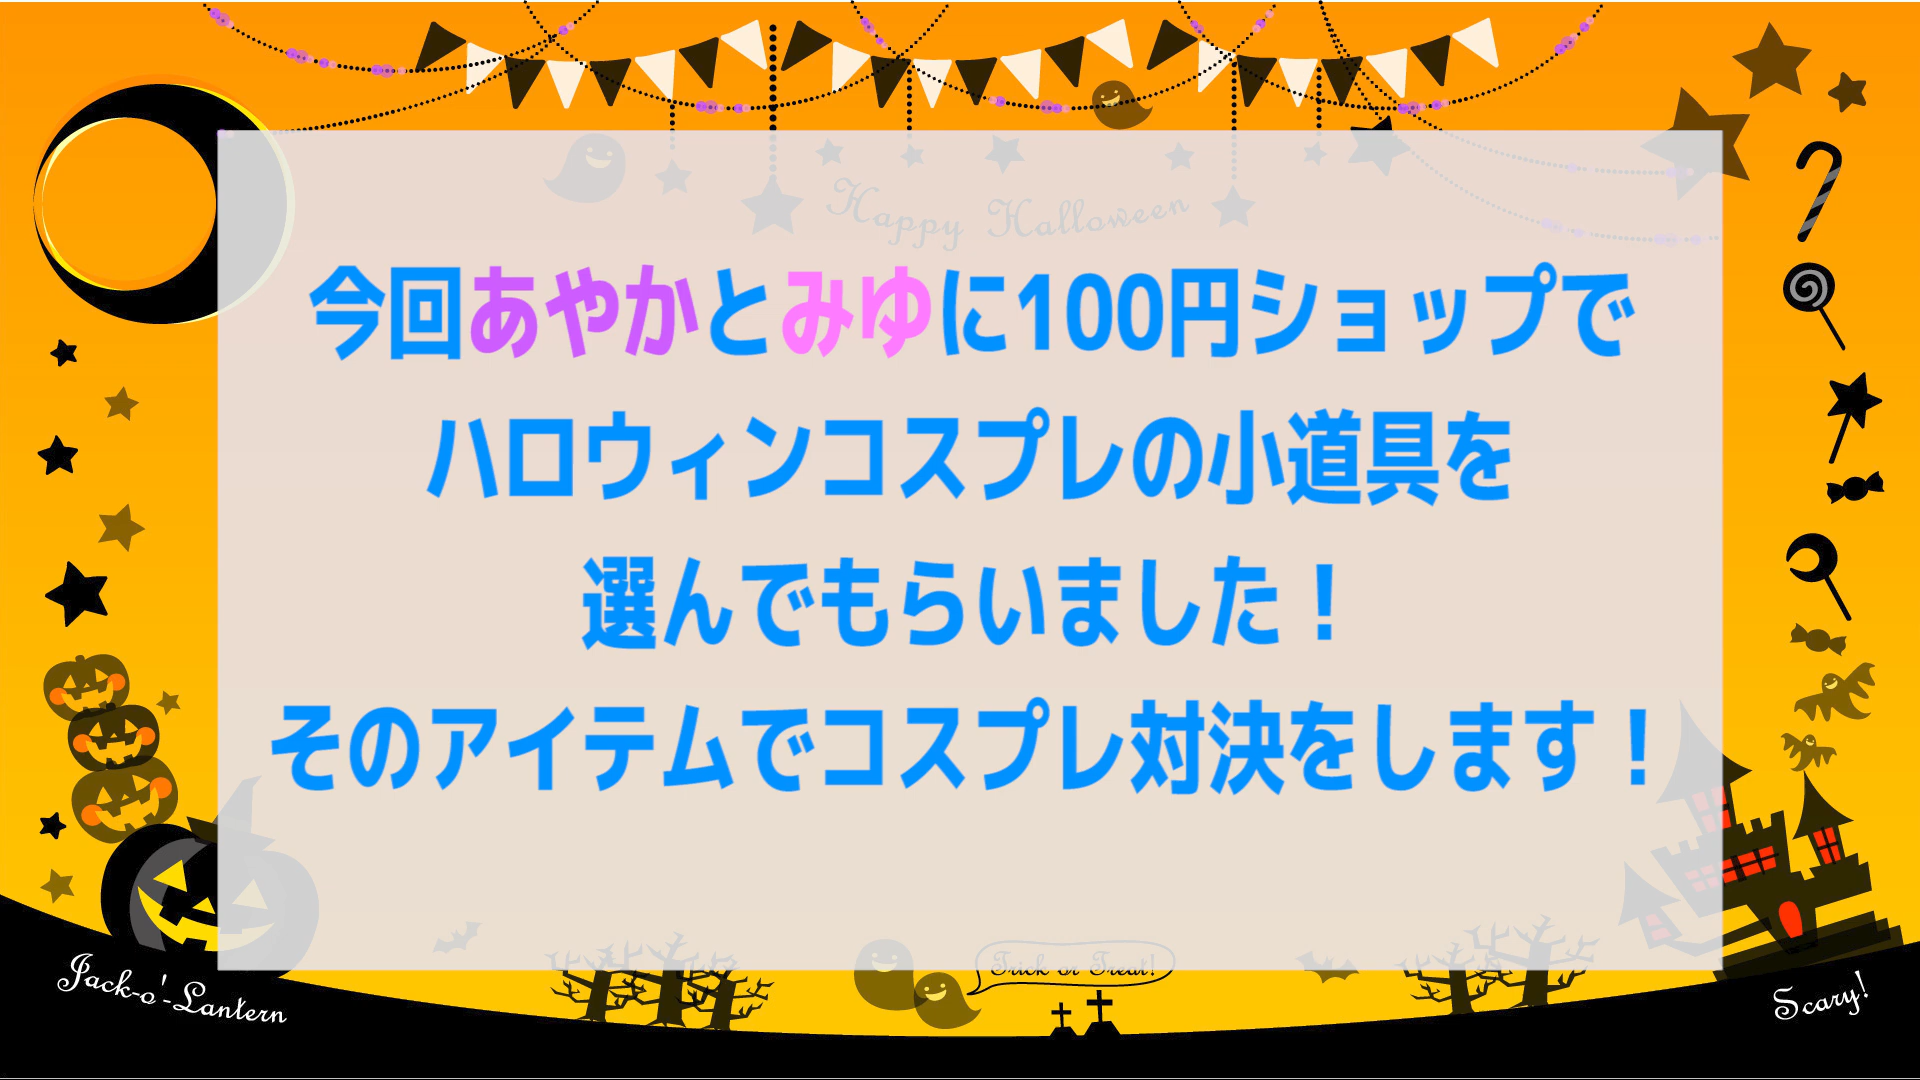 Happy Halloween
今回あやかとみゆに100円ショップで
ハロウィンコスプレの小道具を
選んでもらいました！
そのアイテムでコスプレ対決をします！
Trick or Treat!
Jack-o'-Lantern
Scary!